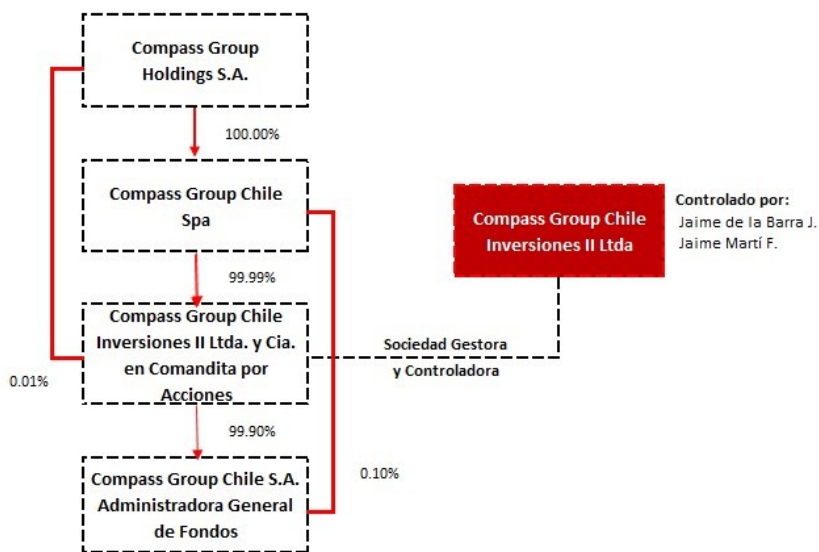 Compass Group
Holdings S.A.
100.00%
Compass Group Chile
Spa
Compass Group Chile
Inversiones II Ltda
Controlado por:
Jaime de la Barra J.
Jaime Martí F.
99.99%
Compass Group Chile
Inversiones II Ltda. y Cia.
en Comandita por
Acciones
Sociedad Gestora
y Controladora
0.01%
99.90%
Compass Group Chile S.A.
Administradora General
de Fondos
0.10%